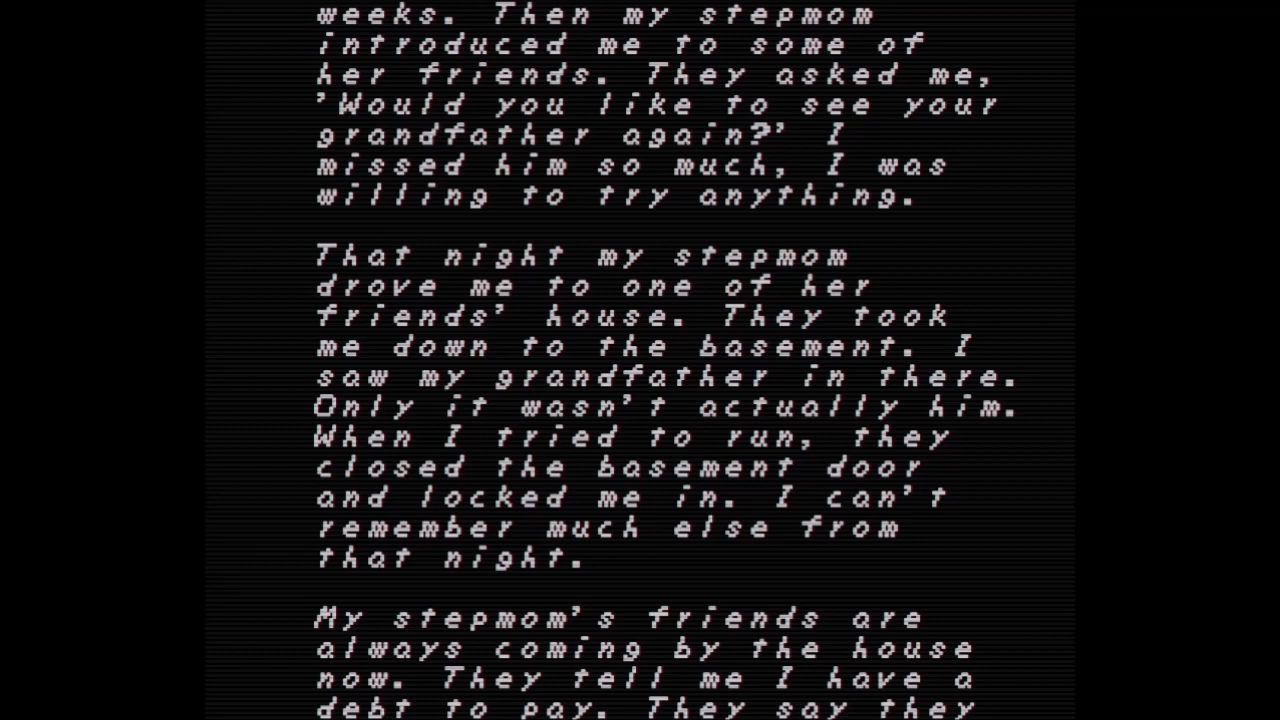 weeks. Then my stepmom
introduced me to some of
her friends. They asked me,
'Would you like to see your
grandfather again?' I
missed him so much, I was
willing to try anything.
That night my stepmom
drove me to one of her
friends' house. They took
me down to the basement. I
saw my grandfather in there.
Only it wasn't actually him.
When I tried to run, they
closed the basement door
and locked me in. I can't
remember much else from
that night.
My stepmom's friends are
always coming by the house
now. They tell me I have a
debt to pay. They say they